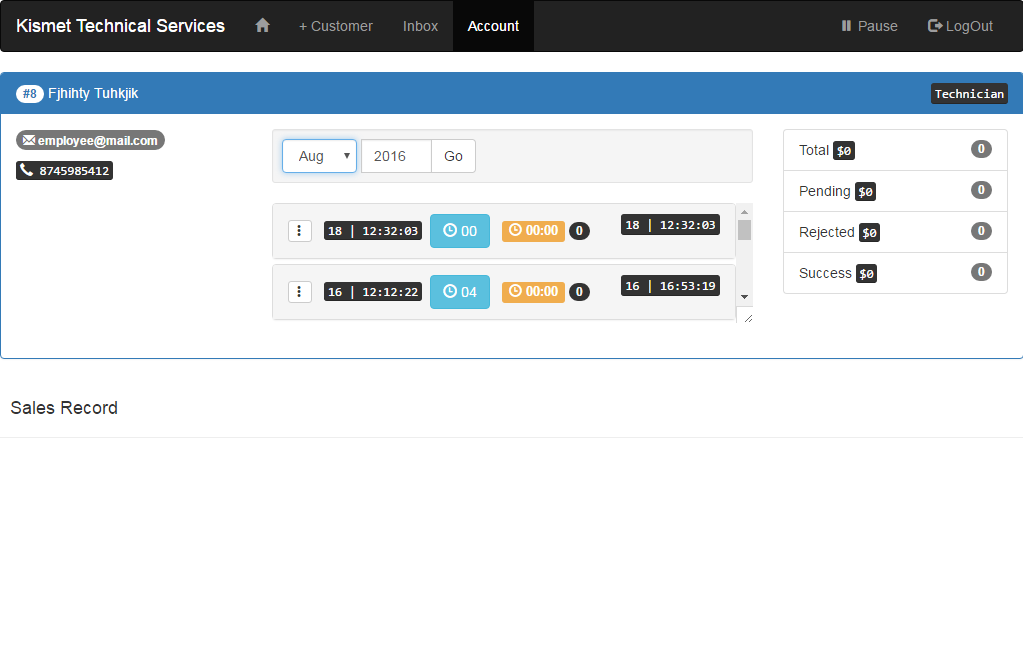 Kismet Technical Services + Customer Inbox Account Pause LogOut
#8 Fjhihty Tuhkjik Technician
employee@mail.com
8745985412
Aug 2016 Go
18 | 12:32:03 00 00:00 0 18 | 12:32:03
16 | 12:12:22 04 00:00 0 16 | 16:53:19
Total $0 0
Pending $0 0
Rejected $0 0
Success $0 0
Sales Record